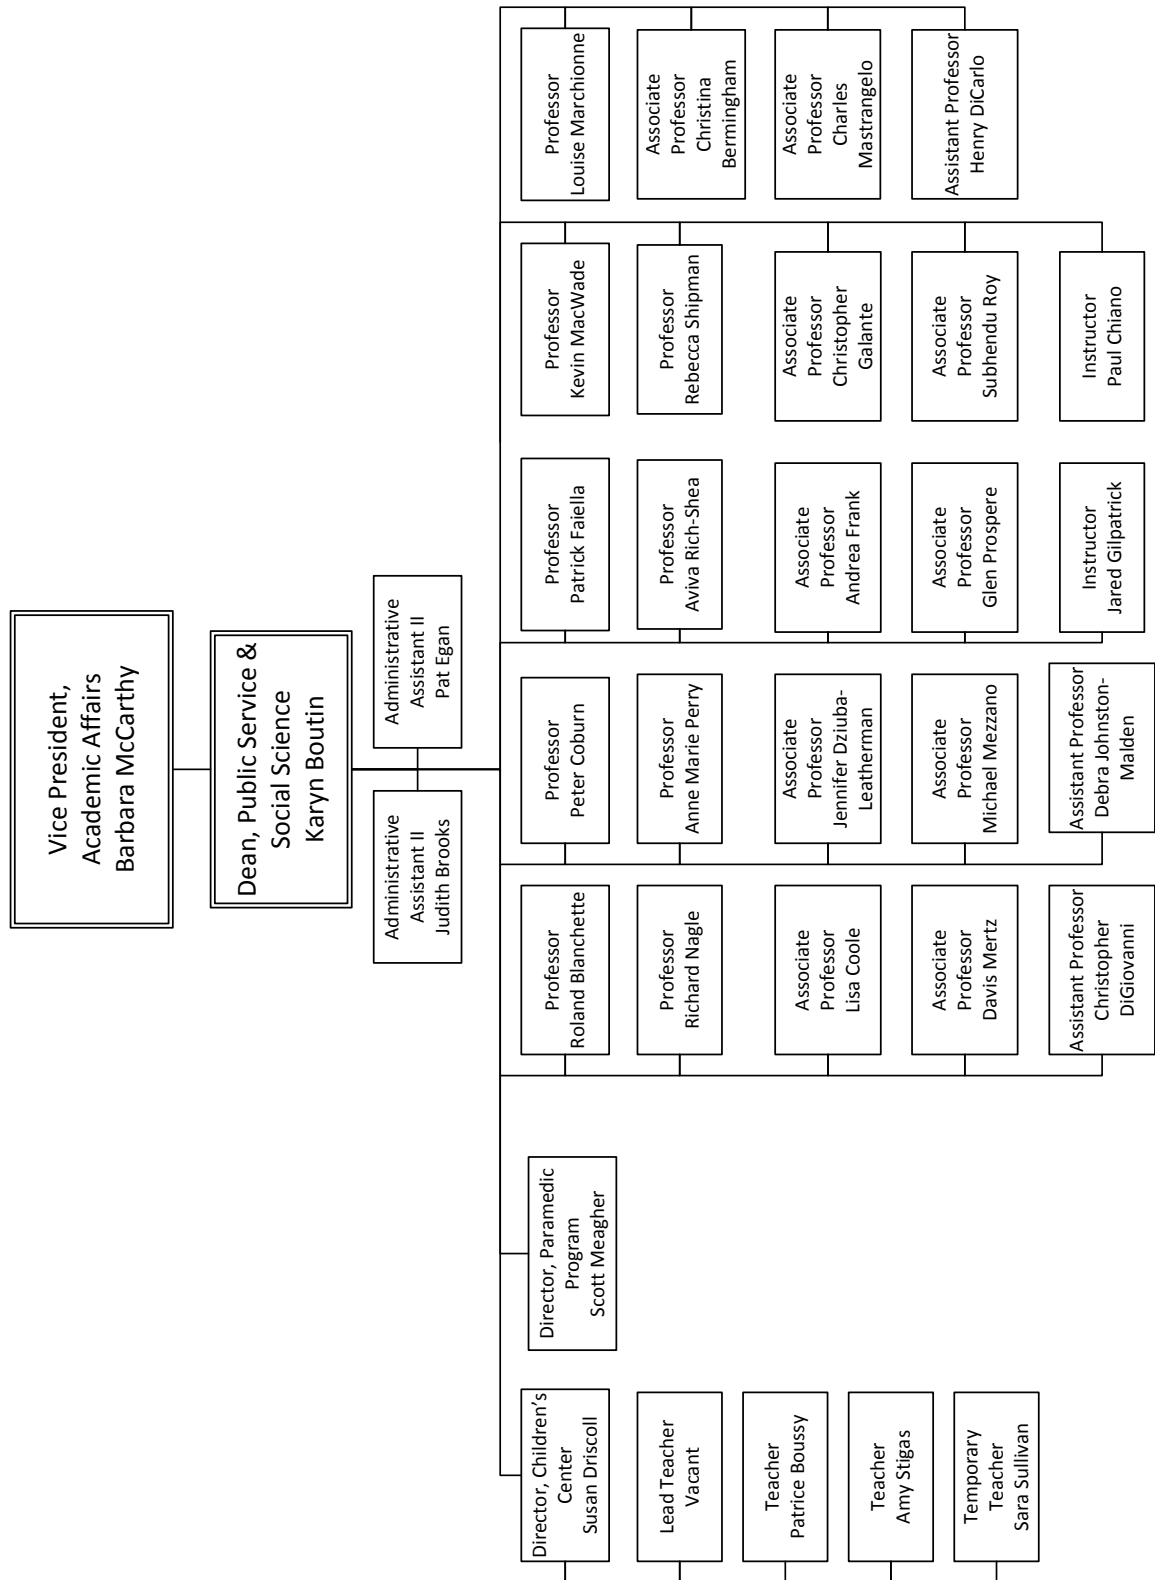 Vice President,
Academic Affairs
Barbara McCarthy
Dean, Public Service &
Social Science
Karyn Boutin
Administrative
Assistant II
Judith Brooks
Administrative
Assistant II
Pat Egan
Director, Children's
Center
Susan Driscoll
Lead Teacher
Vacant
Teacher
Patrice Boussy
Teacher
Amy Stigas
Temporary
Teacher
Sara Sullivan
Director, Paramedic
Program
Scott Meagher
Professor
Roland Blanchette
Professor
Richard Nagle
Associate
Professor
Lisa Coole
Associate
Professor
Davis Mertz
Assistant Professor
Christopher
DiGiovanni
Professor
Peter Coburn
Professor
Anne Marie Perry
Associate
Professor
Jennifer Dziuba-
Leatherman
Associate
Professor
Michael Mezzano
Assistant Professor
Debra Johnston-
Malden
Professor
Patrick Faiella
Professor
Aviva Rich-Shea
Associate
Professor
Andrea Frank
Associate
Professor
Glen Prospere
Instructor
Jared Gilpatrick
Professor
Kevin MacWade
Professor
Rebecca Shipman
Associate
Professor
Christopher
Galante
Associate
Professor
Subhendu Roy
Instructor
Paul Chiano
Professor
Louise Marchionne
Associate
Professor
Christina
Bermingham
Associate
Professor
Charles
Mastrangelo
Assistant Professor
Henry DiCarlo